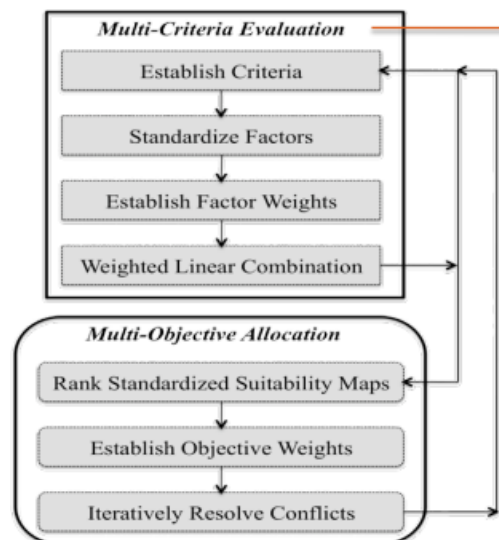 Multi-Criteria Evaluation
Establish Criteria
Standardize Factors
Establish Factor Weights
Weighted Linear Combination
Multi-Objective Allocation
Rank Standardized Suitability Maps
Establish Objective Weights
Iteratively Resolve Conflicts